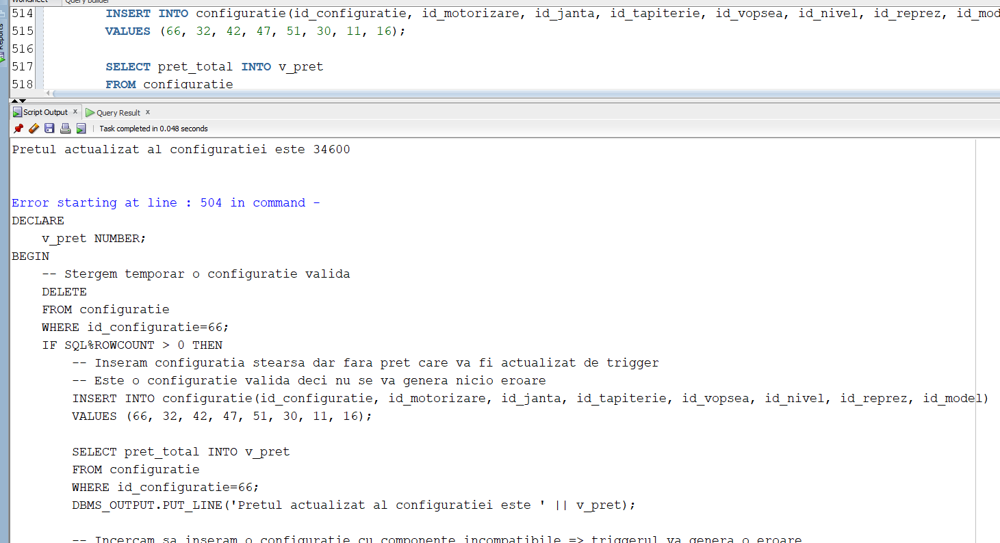 Worksheet Query Builder
Reports
514 INSERT INTO configuratie(id_configuratie, id_motorizare, id_janta, id_tapiterie, id_vopsea, id_nivel, id_reprez, id_mod
515 VALUES (66, 32, 42, 47, 51, 30, 11, 16);
516
517 SELECT pret_total INTO v_pret
518 FROM configuratie
Script Output x Query Result x
Task completed in 0.048 seconds
Pretul actualizat al configuratiei este 34600
Error starting at line : 504 in command -
DECLARE
v_pret NUMBER;
BEGIN
-- Stergem temporar o configuratie valida
DELETE
FROM configuratie
WHERE id_configuratie=66;
IF SQL%ROWCOUNT > 0 THEN
-- Inseram configuratia stearsa dar fara pret care va fi actualizat de trigger
-- Este o configuratie valida deci nu se va genera nicio eroare
INSERT INTO configuratie(id_configuratie, id_motorizare, id_janta, id_tapiterie, id_vopsea, id_nivel, id_reprez, id_model)
VALUES (66, 32, 42, 47, 51, 30, 11, 16);
SELECT pret_total INTO v_pret
FROM configuratie
WHERE id_configuratie=66;
DBMS_OUTPUT.PUT_LINE('Pretul actualizat al configuratiei este ' || v_pret);
-- Incercam sa inseram o configuratie cu componente incompatibile => triggerul va genera o eroare